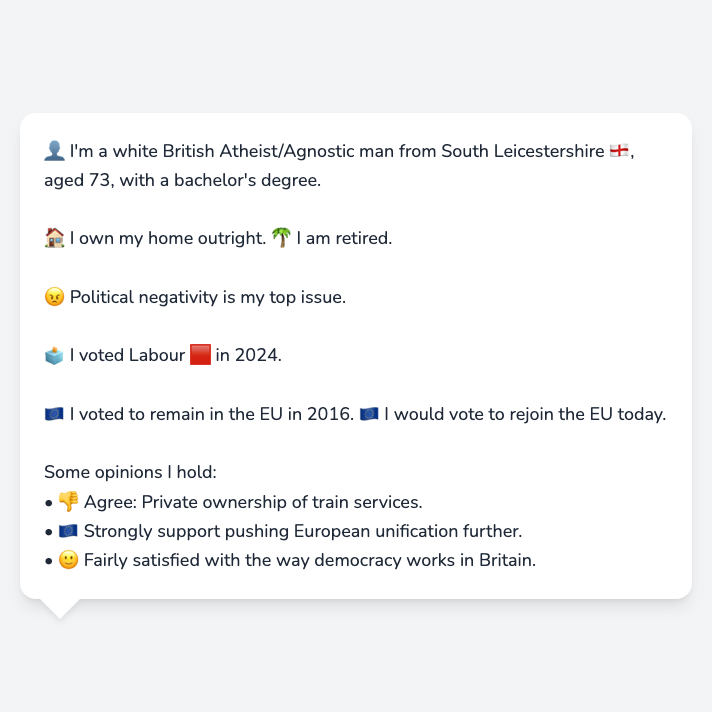 👤 I'm a white British Atheist/Agnostic man from South Leicestershire 🏴󠁧󠁢󠁥󠁮󠁧󠁿,
aged 73, with a bachelor's degree.
🏠 I own my home outright. 🌴 I am retired.
😠 Political negativity is my top issue.
🗳️ I voted Labour 🟥 in 2024.
🇪🇺 I voted to remain in the EU in 2016. 🇪🇺 I would vote to rejoin the EU today.
Some opinions I hold:
• 👎 Agree: Private ownership of train services.
• 🇪🇺 Strongly support pushing European unification further.
• 🙂 Fairly satisfied with the way democracy works in Britain.